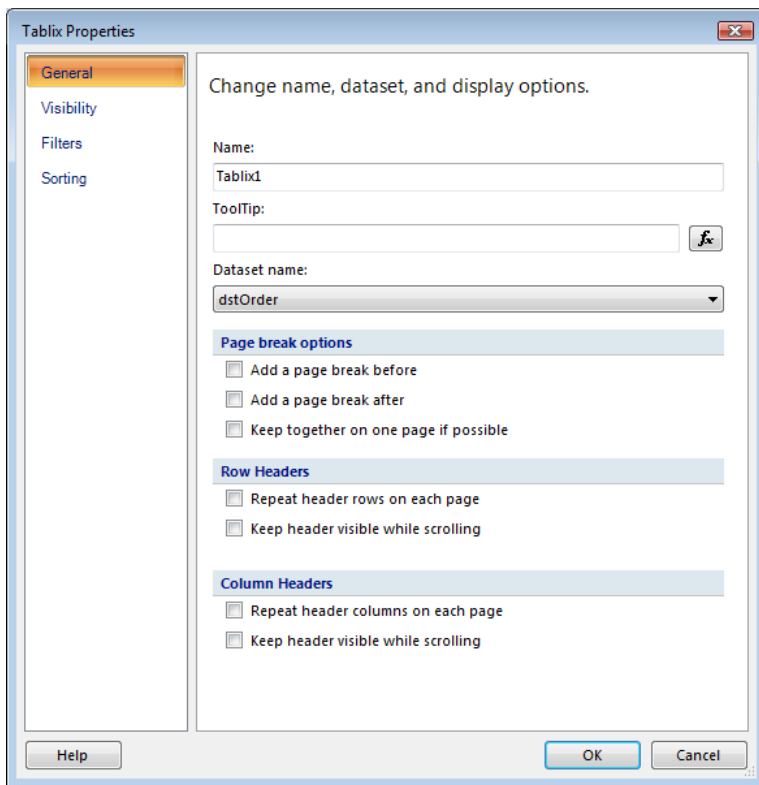 Tablix Properties
General
Visibility
Filters
Sorting
Change name, dataset, and display options.
Name:
Tablix1
ToolTip:
fx
Dataset name:
dstOrder
Page break options
Add a page break before
Add a page break after
Keep together on one page if possible
Row Headers
Repeat header rows on each page
Keep header visible while scrolling
Column Headers
Repeat header columns on each page
Keep header visible while scrolling
Help
OK
Cancel